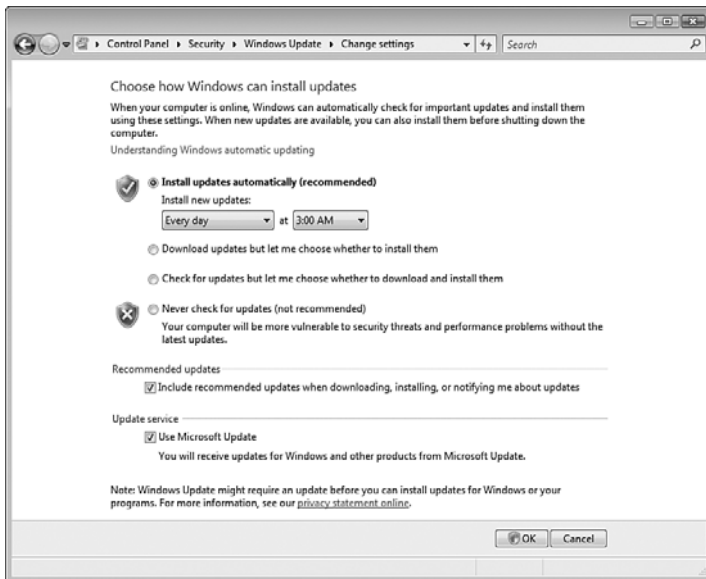 Control Panel ▸ Security ▸ Windows Update ▸ Change settings
Search
Choose how Windows can install updates
When your computer is online, Windows can automatically check for important updates and install them
using these settings. When new updates are available, you can also install them before shutting down the
computer.
Understanding Windows automatic updating
Install updates automatically (recommended)
Install new updates:
Every day at 3:00 AM
Download updates but let me choose whether to install them
Check for updates but let me choose whether to download and install them
Never check for updates (not recommended)
Your computer will be more vulnerable to security threats and performance problems without the
latest updates.
Recommended updates
Include recommended updates when downloading, installing, or notifying me about updates
Update service
Use Microsoft Update
You will receive updates for Windows and other products from Microsoft Update.
Note: Windows Update might require an update before you can install updates for Windows or your
programs. For more information, see our privacy statement online.
OK Cancel